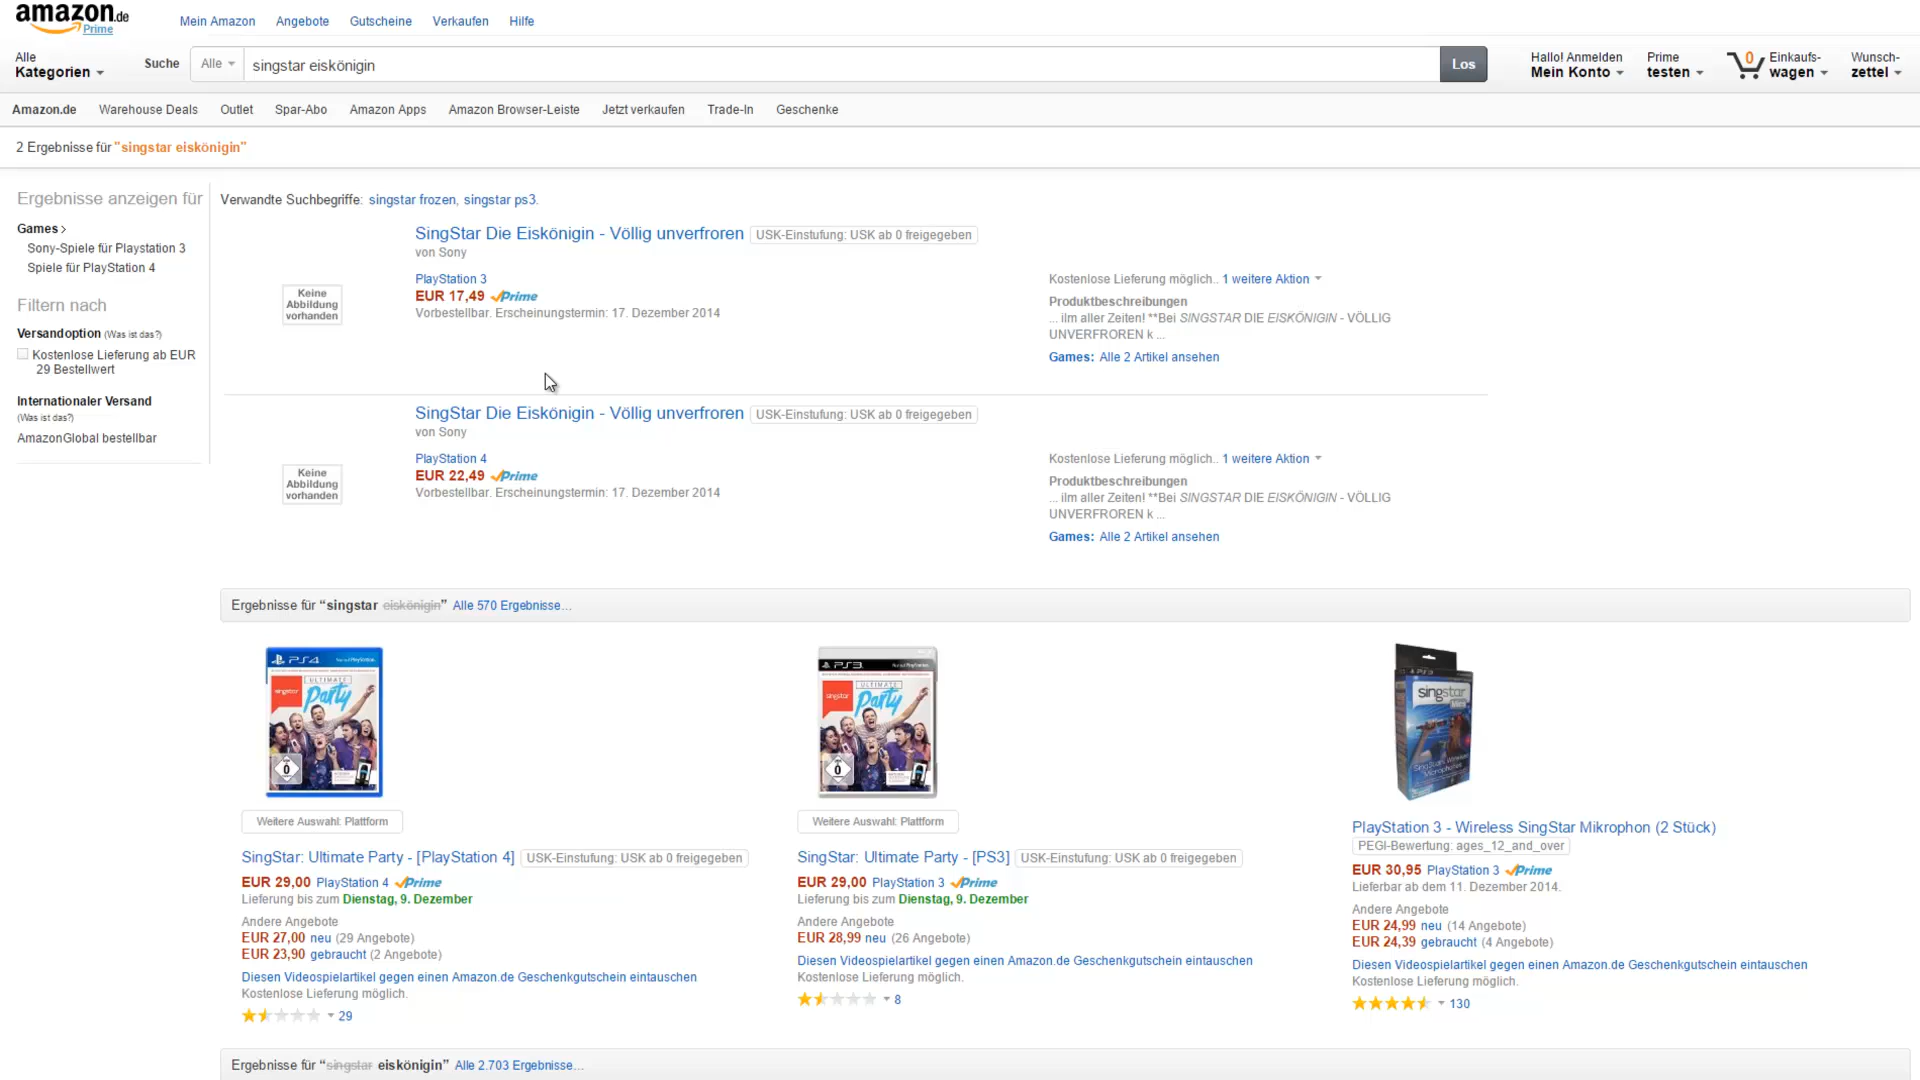 amazon.de
Prime
Mein Amazon Angebote Gutscheine Verkaufen Hilfe
Alle
Kategorien
Suche
Alle
singstar eiskönigin
Los
Hallo! Anmelden
Mein Konto
Prime
testen
0
Einkaufs-
wagen
Wunsch-
zettel
Amazon.de Warehouse Deals Outlet Spar-Abo Amazon Apps Amazon Browser-Leiste Jetzt verkaufen Trade-In Geschenke
2 Ergebnisse für "singstar eiskönigin"
Ergebnisse anzeigen für
Games ›
Sony-Spiele für Playstation 3
Spiele für PlayStation 4
Filtern nach
Versandoption (Was ist das?)
Kostenlose Lieferung ab EUR
29 Bestellwert
Internationaler Versand
(Was ist das?)
AmazonGlobal bestellbar
Verwandte Suchbegriffe: singstar frozen, singstar ps3.
Keine
Abbildung
vorhanden
SingStar Die Eiskönigin - Völlig unverfroren USK-Einstufung: USK ab 0 freigegeben
von Sony
PlayStation 3
EUR 17,49 Prime
Vorbestellbar. Erscheinungstermin: 17. Dezember 2014
Kostenlose Lieferung möglich.. 1 weitere Aktion
Produktbeschreibungen
... ilm aller Zeiten! **Bei SINGSTAR DIE EISKÖNIGIN - VÖLLIG
UNVERFROREN k ...
Games: Alle 2 Artikel ansehen
Keine
Abbildung
vorhanden
SingStar Die Eiskönigin - Völlig unverfroren USK-Einstufung: USK ab 0 freigegeben
von Sony
PlayStation 4
EUR 22,49 Prime
Vorbestellbar. Erscheinungstermin: 17. Dezember 2014
Kostenlose Lieferung möglich.. 1 weitere Aktion
Produktbeschreibungen
... ilm aller Zeiten! **Bei SINGSTAR DIE EISKÖNIGIN - VÖLLIG
UNVERFROREN k ...
Games: Alle 2 Artikel ansehen
Ergebnisse für “singstar eiskönigin” Alle 570 Ergebnisse...
PS4
singstar
ULTIMATE
Party
0
Weitere Auswahl: Plattform
SingStar: Ultimate Party - [PlayStation 4] USK-Einstufung: USK ab 0 freigegeben
EUR 29,00 PlayStation 4 Prime
Lieferung bis zum Dienstag, 9. Dezember
Andere Angebote
EUR 27,00 neu (29 Angebote)
EUR 23,90 gebraucht (2 Angebote)
Diesen Videospielartikel gegen einen Amazon.de Geschenkgutschein eintauschen
Kostenlose Lieferung möglich.
29
PS3
singstar
ULTIMATE
Party
0
Weitere Auswahl: Plattform
SingStar: Ultimate Party - [PS3] USK-Einstufung: USK ab 0 freigegeben
EUR 29,00 PlayStation 3 Prime
Lieferung bis zum Dienstag, 9. Dezember
Andere Angebote
EUR 28,99 neu (26 Angebote)
Diesen Videospielartikel gegen einen Amazon.de Geschenkgutschein eintauschen
Kostenlose Lieferung möglich.
8
PS3
singstar
SingStar Wireless
Microphones
PlayStation 3 - Wireless SingStar Mikrophon (2 Stück)
PEGI-Bewertung: ages_12_and_over
EUR 30,95 PlayStation 3 Prime
Lieferbar ab dem 11. Dezember 2014.
Andere Angebote
EUR 24,99 neu (14 Angebote)
EUR 24,39 gebraucht (4 Angebote)
Diesen Videospielartikel gegen einen Amazon.de Geschenkgutschein eintauschen
Kostenlose Lieferung möglich.
130
Ergebnisse für “singstar eiskönigin” Alle 2.703 Ergebnisse...